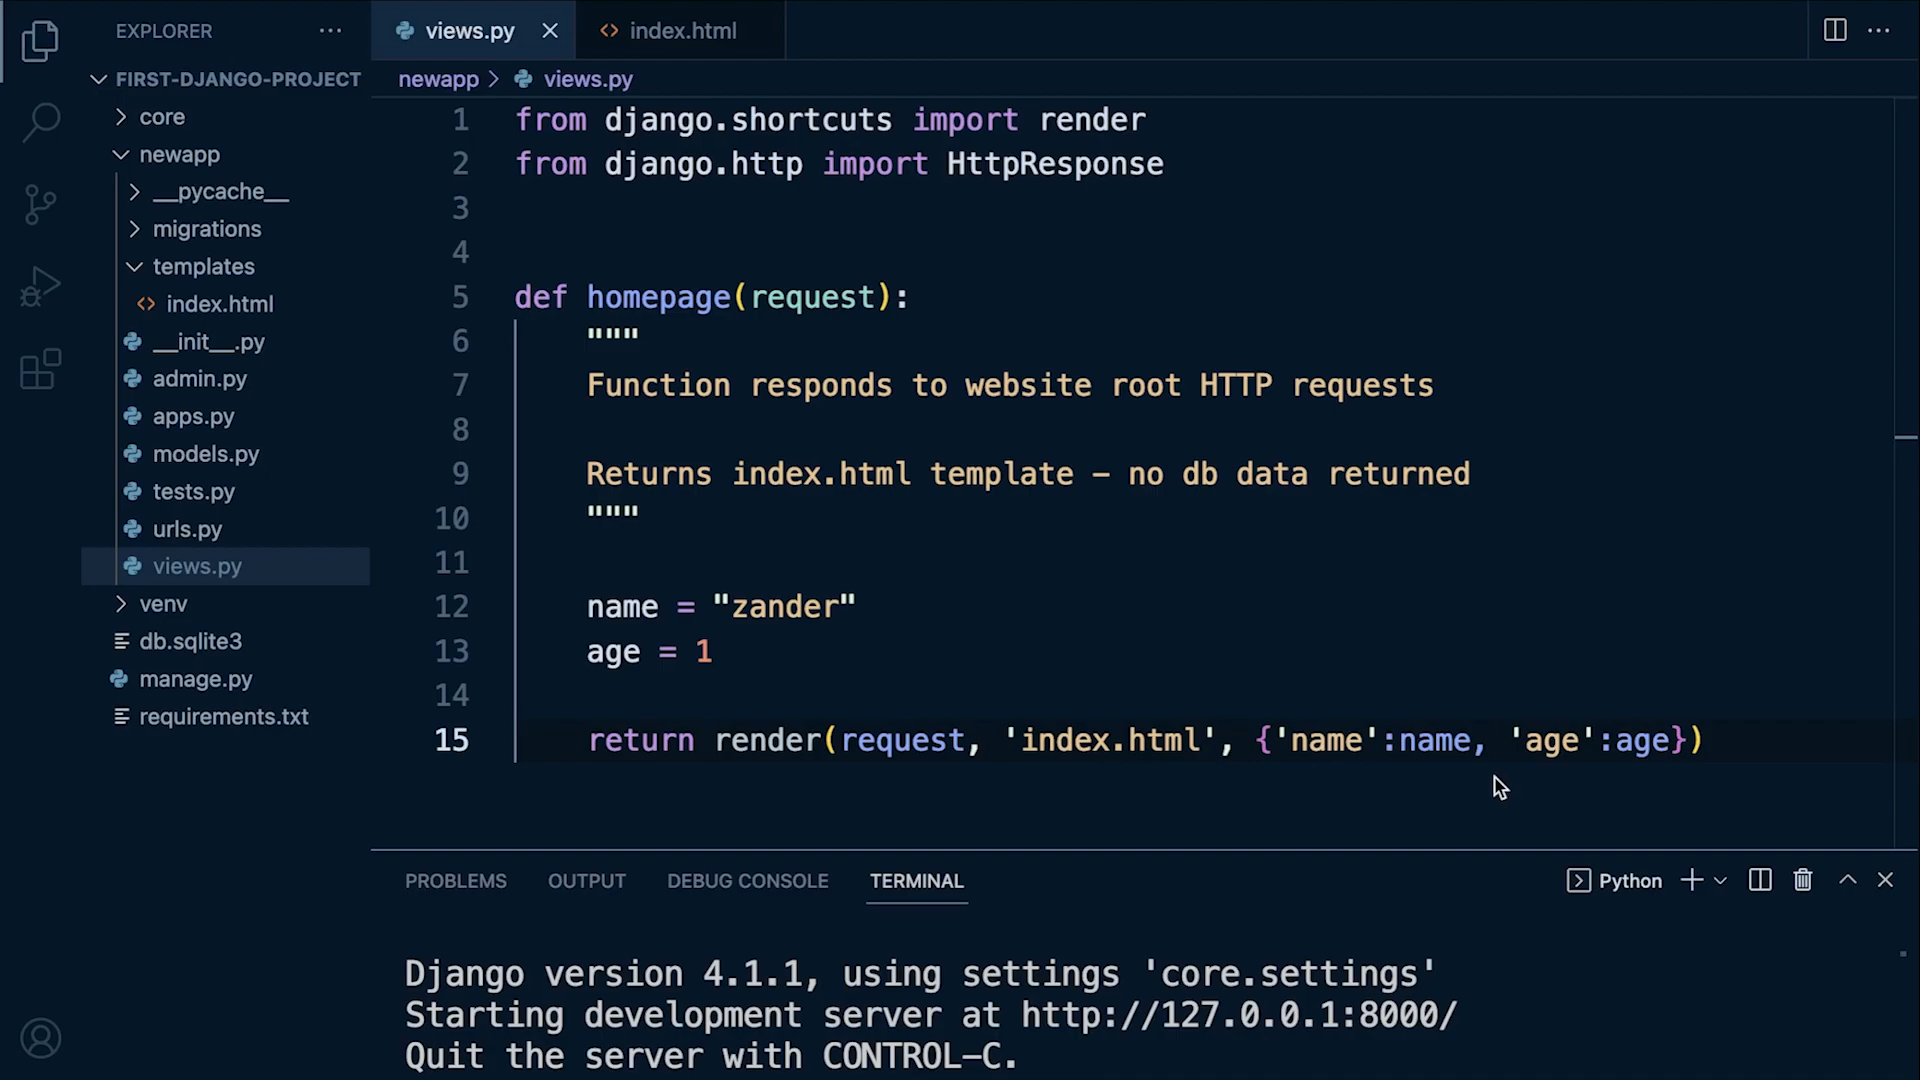 EXPLORER
views.py
index.html
FIRST-DJANGO-PROJECT
newapp > views.py
core
newapp
__pycache__
migrations
templates
index.html
__init__.py
admin.py
apps.py
models.py
tests.py
urls.py
views.py
venv
db.sqlite3
manage.py
requirements.txt
1 from django.shortcuts import render
2 from django.http import HttpResponse
3
4
5 def homepage(request):
6 """
7 Function responds to website root HTTP requests
8
9 Returns index.html template - no db data returned
10 """
11
12 name = "zander"
13 age = 1
14
15 return render(request, 'index.html', {'name':name, 'age':age})
PROBLEMS OUTPUT DEBUG CONSOLE TERMINAL Python
Django version 4.1.1, using settings 'core.settings'
Starting development server at http://127.0.0.1:8000/
Quit the server with CONTROL-C.